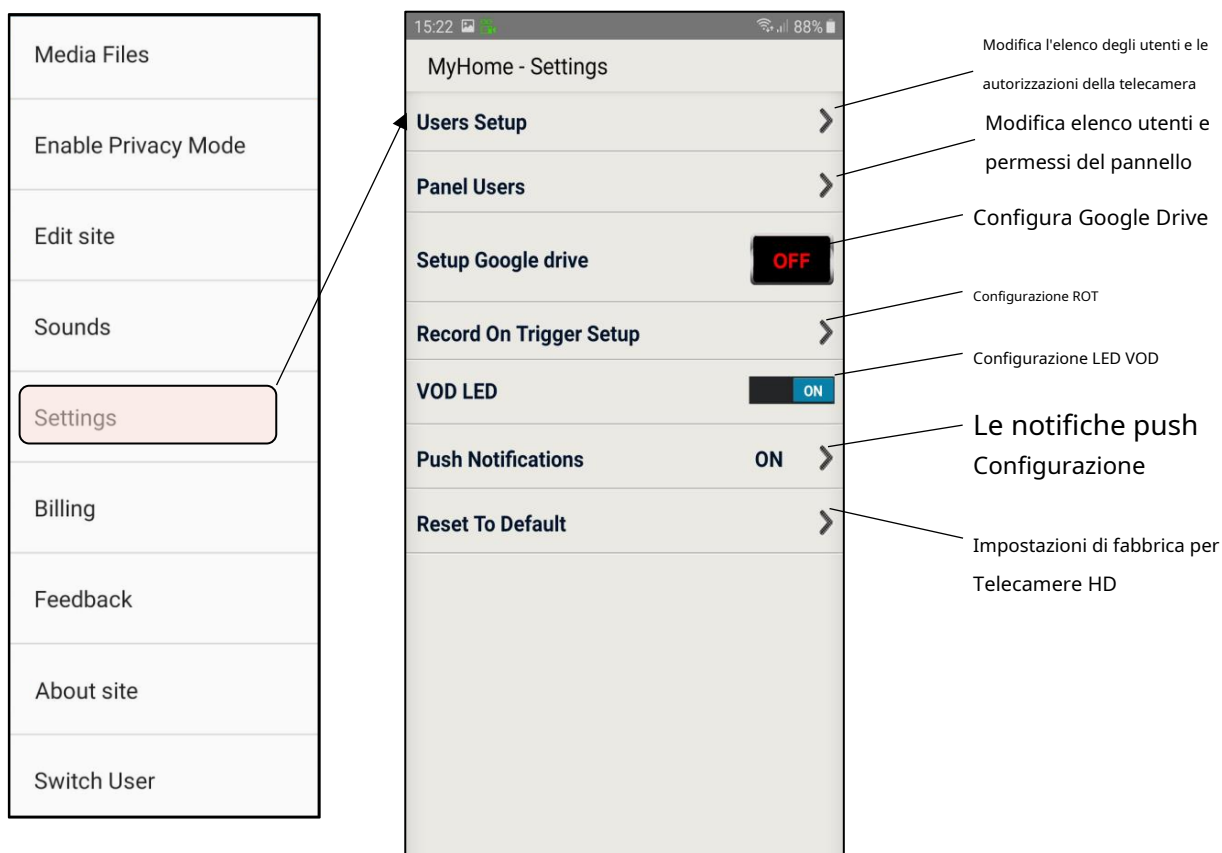 Media Files
Enable Privacy Mode
Edit site
Sounds
Settings
Billing
Feedback
About site
Switch User
15:22 88%
MyHome - Settings
Users Setup
Panel Users
Setup Google drive OFF
Record On Trigger Setup
VOD LED ON
Push Notifications ON
Reset To Default
Modifica l'elenco degli utenti e le
autorizzazioni della telecamera
Modifica elenco utenti e
permessi del pannello
Configura Google Drive
Configurazione ROT
Configurazione LED VOD
Le notifiche push
Configurazione
Impostazioni di fabbrica per
Telecamere HD